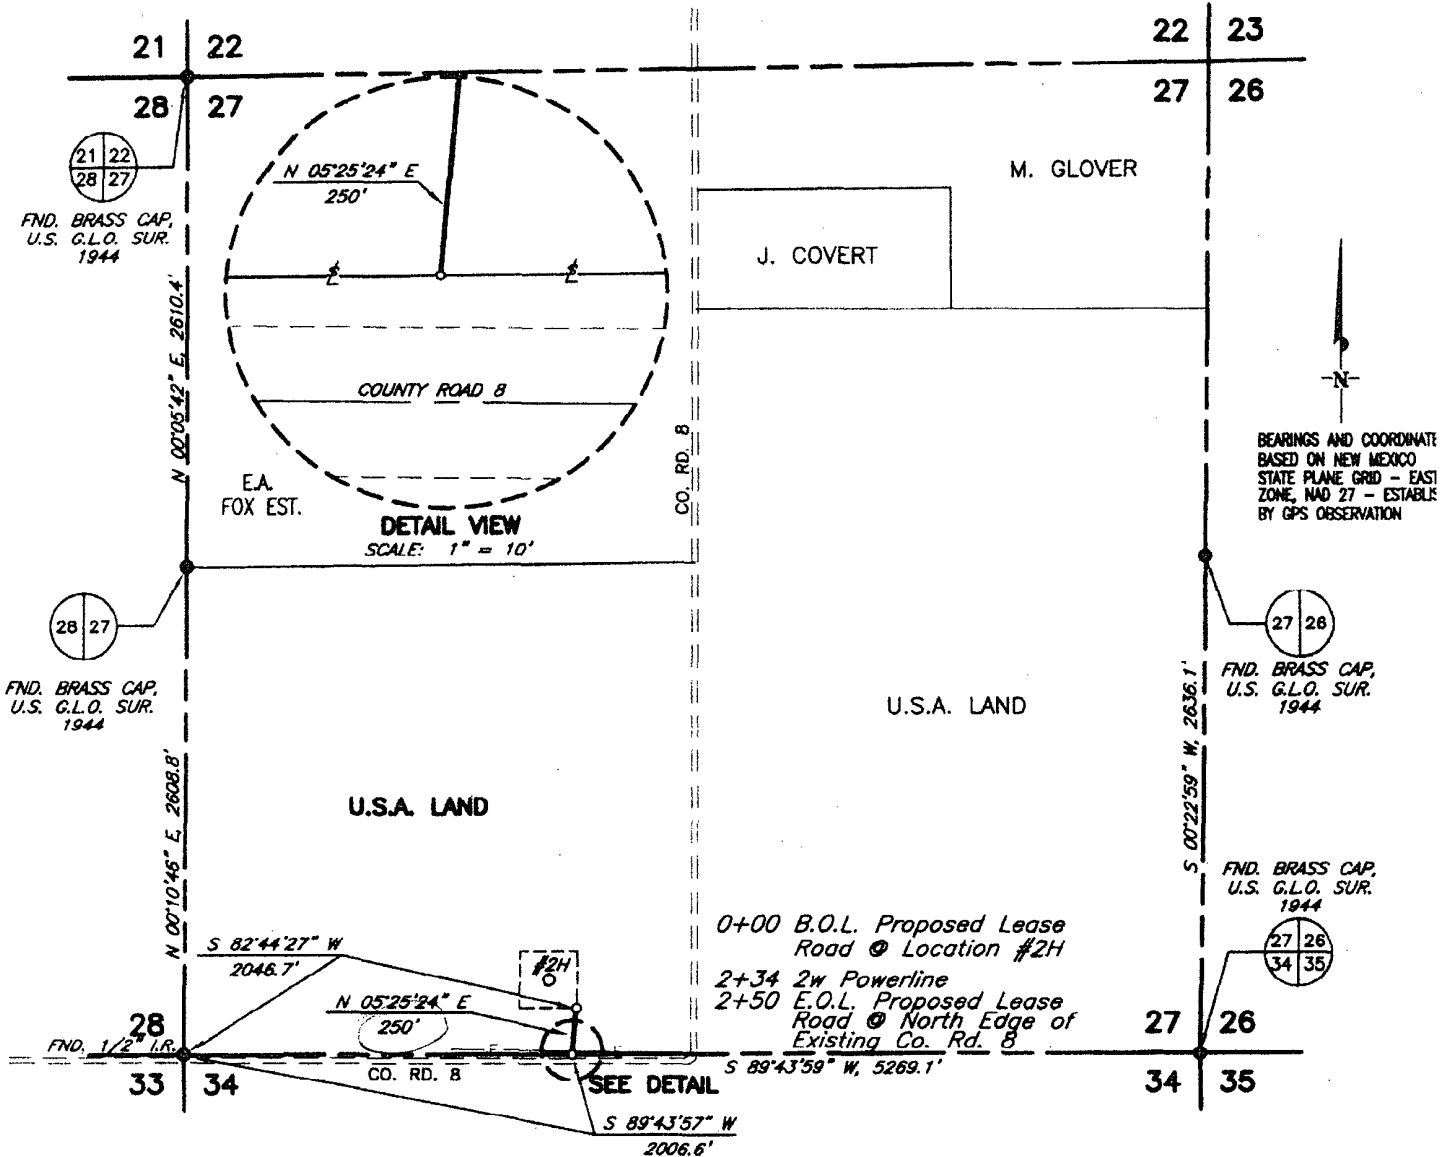 21 22
28 27
22 23
27 26
21 22
28 27
FND. BRASS CAP,
U.S. G.L.O. SUR.
1944
N 05°25'24" E
250'
M. GLOVER
J. COVERT
N 00°05'42" E, 2610.4'
COUNTY ROAD 8
CO. RD. 8
N
BEARINGS AND COORDINATE
BASED ON NEW MEXICO
STATE PLANE GRID - EAST
ZONE, NAD 27 - ESTABLIS
BY GPS OBSERVATION
E.A.
FOX EST.
DETAIL VIEW
SCALE: 1" = 10'
28 27
FND. BRASS CAP,
U.S. G.L.O. SUR.
1944
27 26
FND. BRASS CAP,
U.S. G.L.O. SUR.
1944
U.S.A. LAND
U.S.A. LAND
N 00°10'46" E, 2608.8'
S 00°22'59" W, 2636.1'
FND. BRASS CAP,
U.S. G.L.O. SUR.
1944
27 26
34 35
S 82°44'27" W
2046.7'
#2H
N 05°25'24" E
250'
0+00 B.O.L. Proposed Lease
Road @ Location #2H
2+34 2w Powerline
2+50 E.O.L. Proposed Lease
Road @ North Edge of
Existing Co. Rd. 8
28
FND. 1/2" I.R.
33 34
CO. RD. 8
SEE DETAIL
S 89°43'59" W, 5269.1'
27 26
34 35
S 89°43'57" W
2006.6'